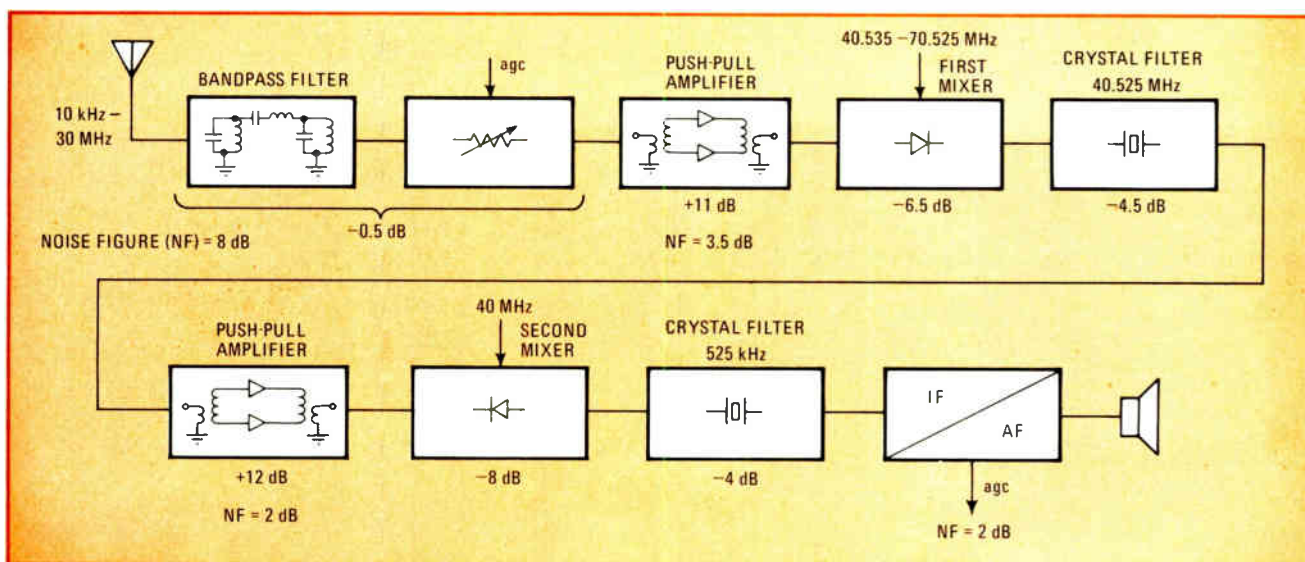 40.535 –70.525 MHz
PUSH-PULL
AMPLIFIER
agc
FIRST
MIXER
CRYSTAL FILTER
40.525 MHz
BANDPASS FILTER
10 kHz –
30 MHz
–0.5 dB
+11 dB
–6.5 dB
–4.5 dB
NOISE FIGURE (NF) = 8 dB
NF = 3.5 dB
PUSH-PULL
AMPLIFIER
40 MHz
SECOND
MIXER
CRYSTAL FILTER
525 kHz
IF
AF
+12 dB
–8 dB
–4 dB
agc
NF = 2 dB
NF = 2 dB